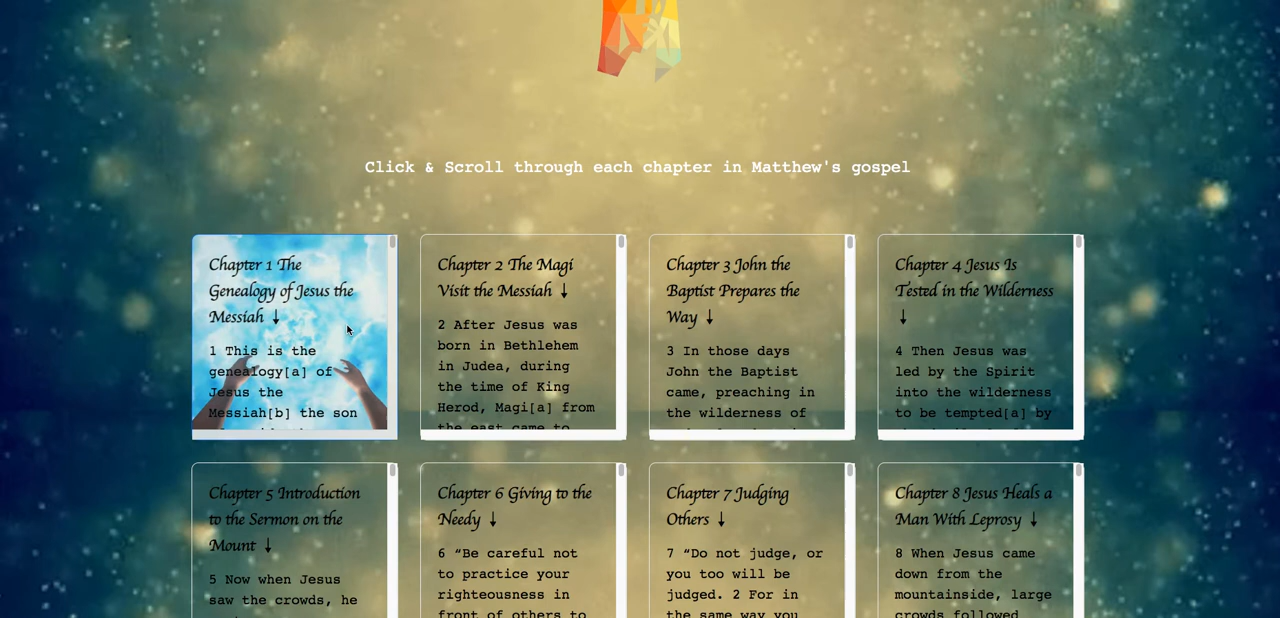 Click & Scroll through each chapter in Matthew's gospel
Chapter 1 The
Genealogy of Jesus the
Messiah ↓
1 This is the
genealogy[a] of
Jesus the
Messiah[b] the son
Chapter 2 The Magi
Visit the Messiah ↓
2 After Jesus was
born in Bethlehem
in Judea, during
the time of King
Herod, Magi[a] from
the east came to
Chapter 3 John the
Baptist Prepares the
Way ↓
3 In those days
John the Baptist
came, preaching in
the wilderness of
Chapter 4 Jesus Is
Tested in the Wilderness
↓
4 Then Jesus was
led by the Spirit
into the wilderness
to be tempted[a] by
Chapter 5 Introduction
to the Sermon on the
Mount ↓
5 Now when Jesus
saw the crowds, he
Chapter 6 Giving to the
Needy ↓
6 “Be careful not
to practice your
righteousness in
front of others to
Chapter 7 Judging
Others ↓
7 “Do not judge, or
you too will be
judged. 2 For in
the same way you
Chapter 8 Jesus Heals a
Man With Leprosy ↓
8 When Jesus came
down from the
mountainside, large
crowds followed